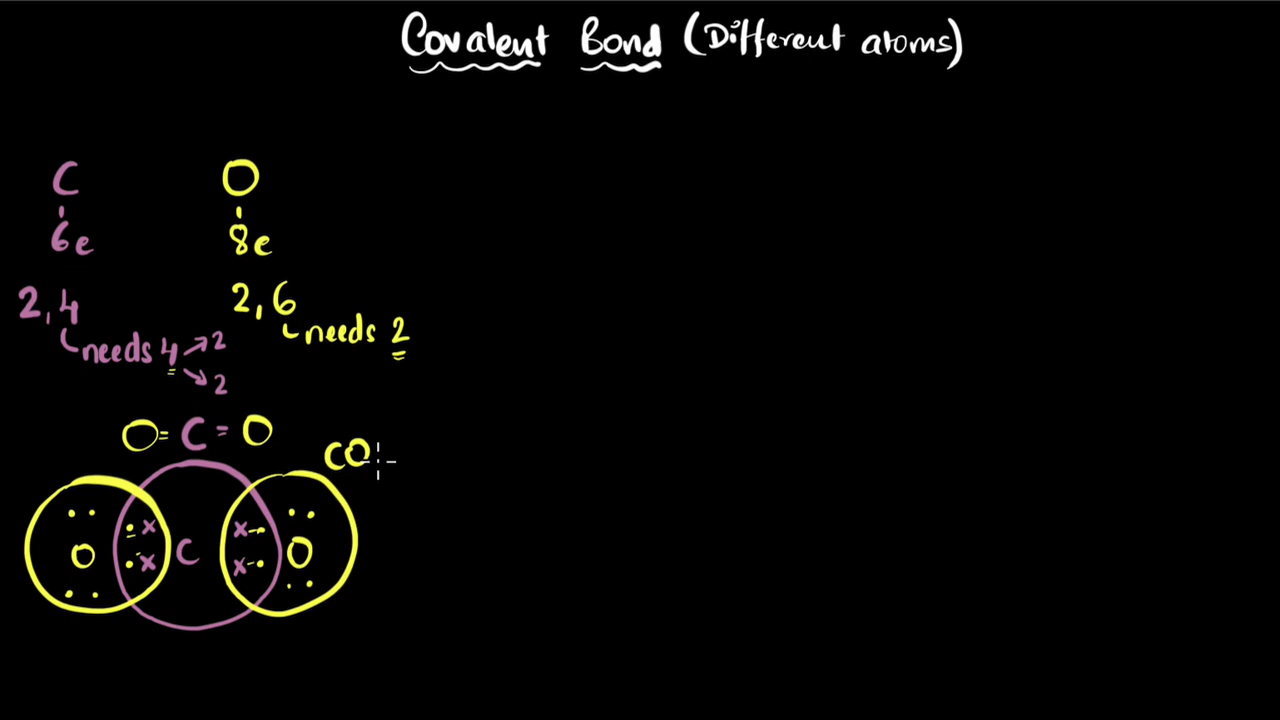 Covalent Bond (Different atoms)
C O
6e 8e
2,4 2,6
needs 2
needs 4 2
2
O=C=O
CO
x x
O C O
x x